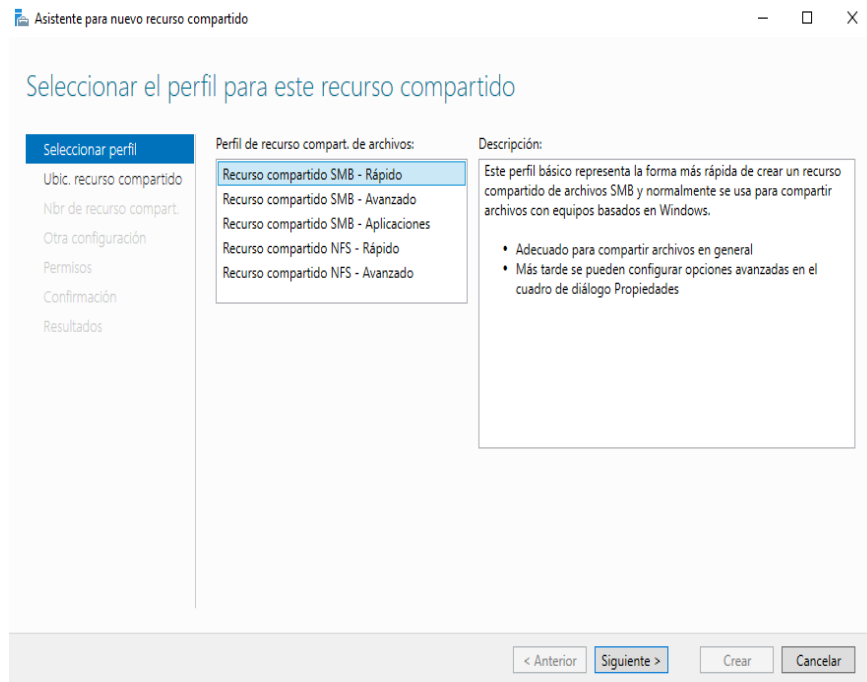 Asistente para nuevo recurso compartido
Seleccionar el perfil para este recurso compartido
Seleccionar perfil
Ubic. recurso compartido
Nbr de recurso compart.
Otra configuración
Permisos
Confirmación
Resultados
Perfil de recurso compart. de archivos:
Recurso compartido SMB - Rápido
Recurso compartido SMB - Avanzado
Recurso compartido SMB - Aplicaciones
Recurso compartido NFS - Rápido
Recurso compartido NFS - Avanzado
Descripción:
Este perfil básico representa la forma más rápida de crear un recurso
compartido de archivos SMB y normalmente se usa para compartir
archivos con equipos basados en Windows.
• Adecuado para compartir archivos en general
• Más tarde se pueden configurar opciones avanzadas en el
cuadro de diálogo Propiedades
< Anterior
Siguiente >
Crear
Cancelar